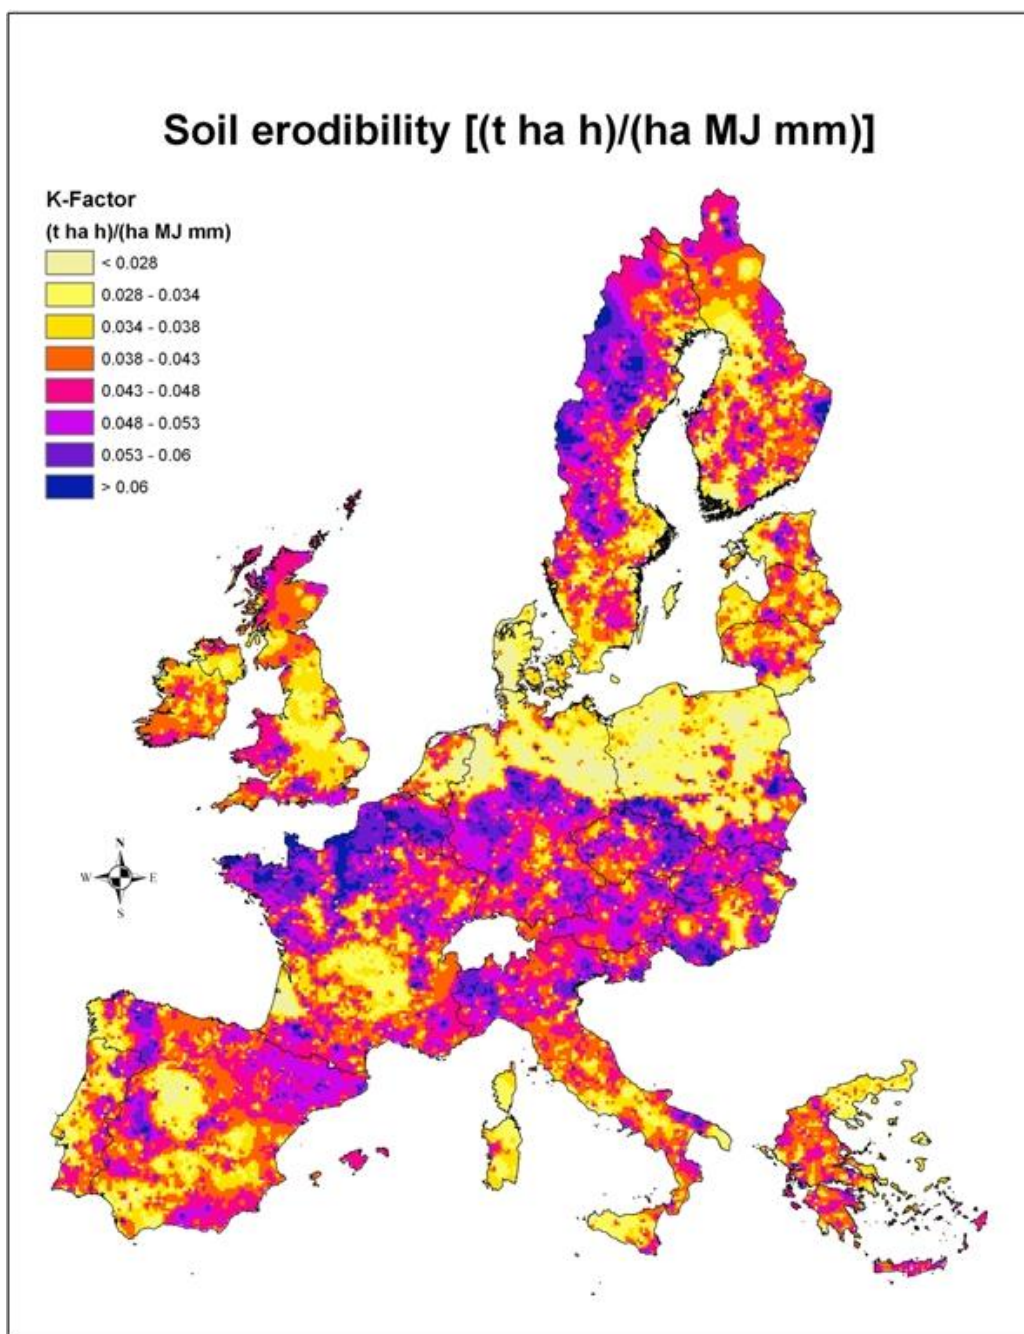 Soil erodibility [(t ha h)/(ha MJ mm)]
K-Factor
(t ha h)/(ha MJ mm)
< 0.028
0.028 - 0.034
0.034 - 0.038
0.038 - 0.043
0.043 - 0.048
0.048 - 0.053
0.053 - 0.06
> 0.06
N
W E
S